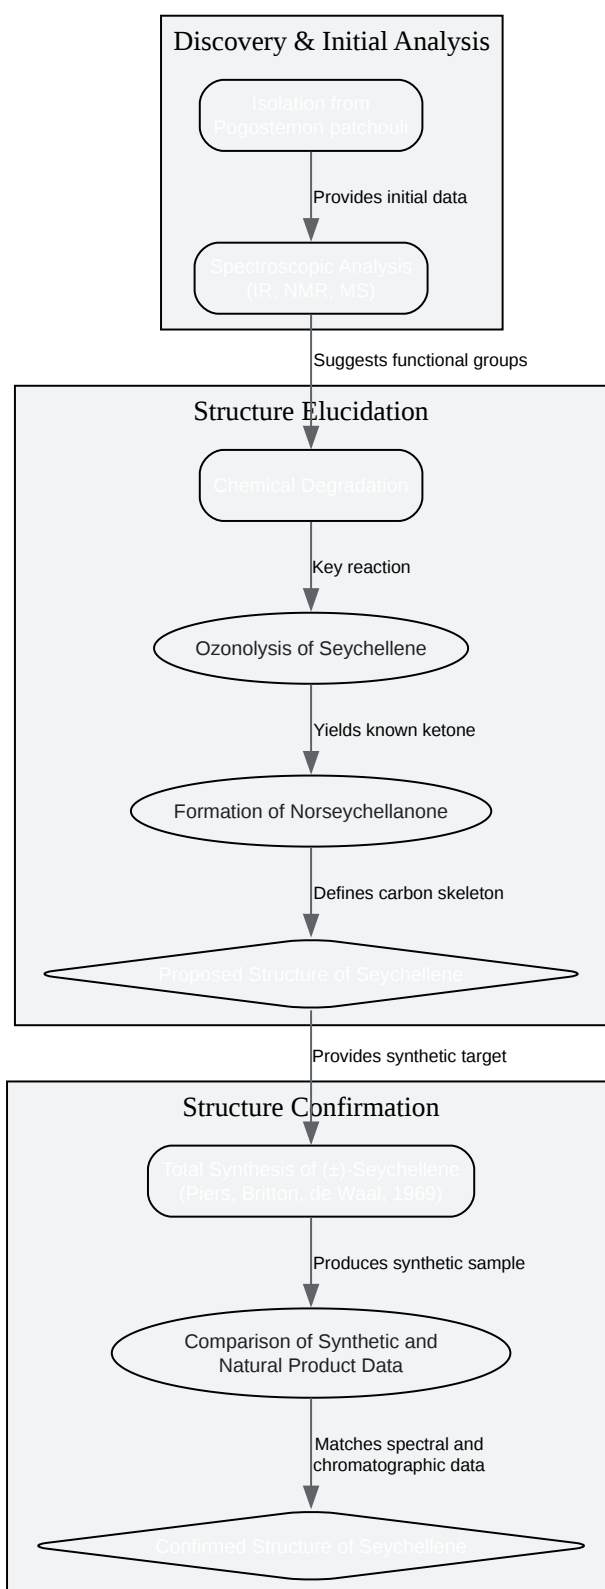 Discovery & Initial Analysis
Isolation from
Pogostemon patchouli
Provides initial data
Spectroscopic Analysis
(IR, NMR, MS)
Suggests functional groups
Structure Elucidation
Chemical Degradation
Key reaction
Ozonolysis of Seychellene
Yields known ketone
Formation of Norseychellanone
Defines carbon skeleton
Proposed Structure of Seychellene
Provides synthetic target
Structure Confirmation
Total Synthesis of (±)-Seychellene
(Piers, Britton, de Waal, 1969)
Produces synthetic sample
Comparison of Synthetic and
Natural Product Data
Matches spectral and
chromatographic data
Confirmed Structure of Seychellene